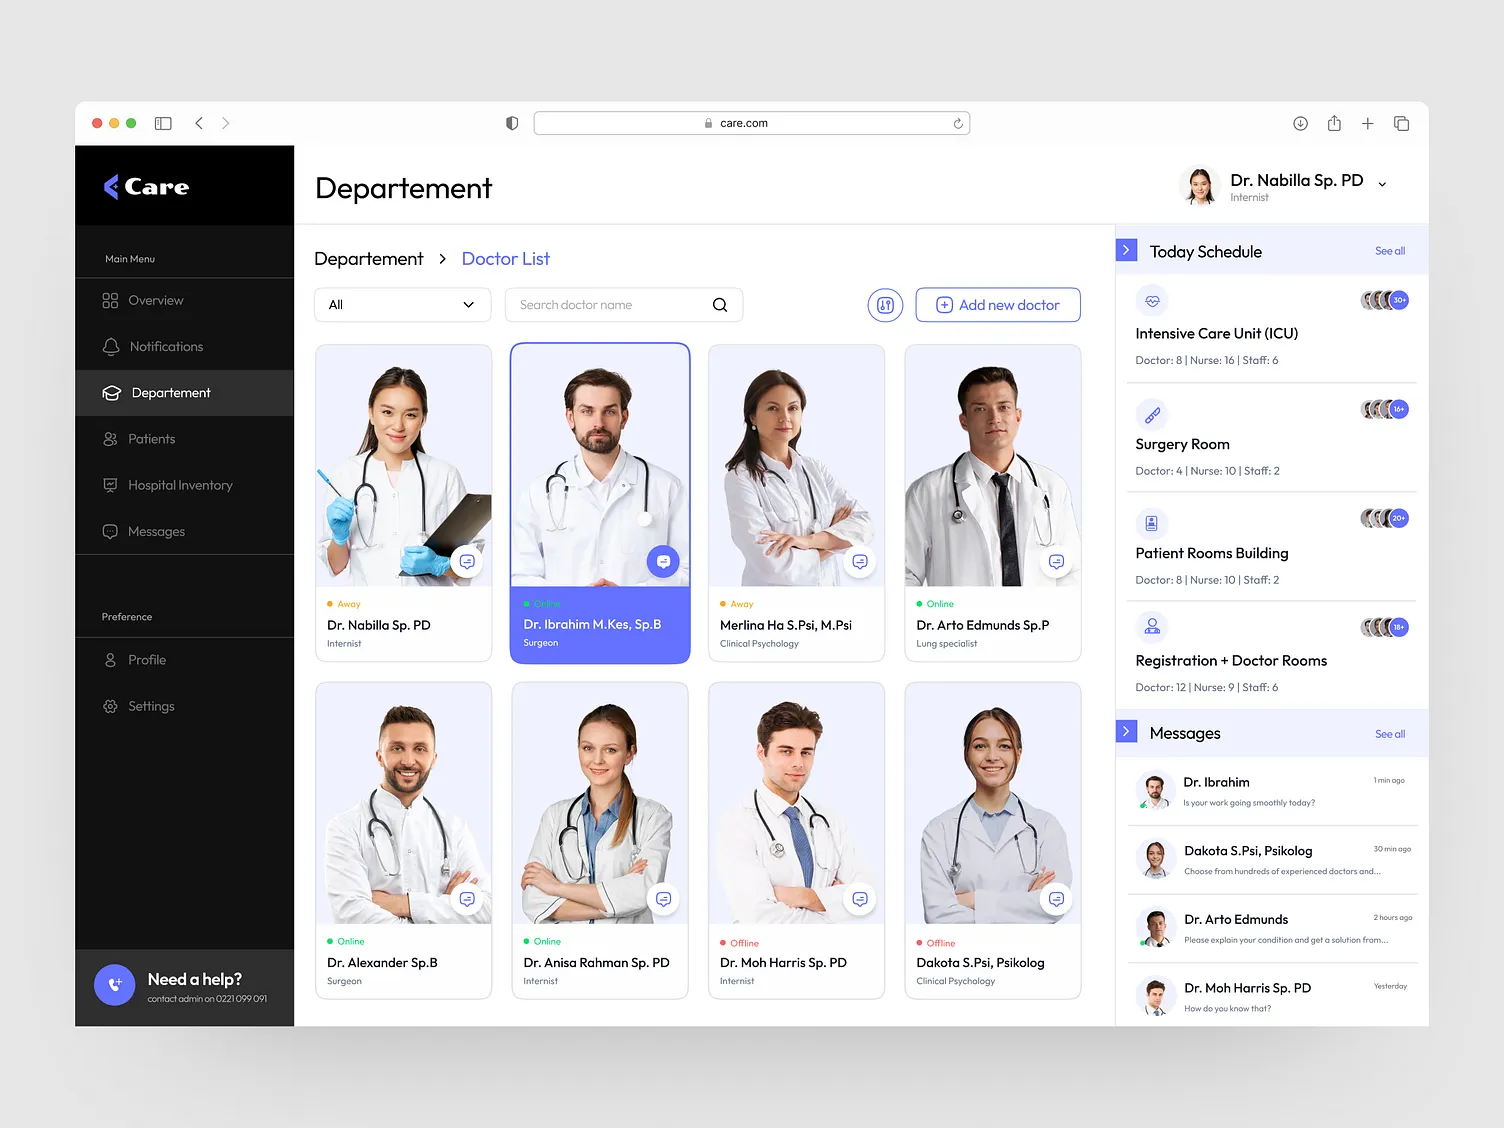 care.com
Care
Departement
Dr. Nabilla Sp. PD
Internist
Main Menu
Overview
Notifications
Departement
Patients
Hospital Inventory
Messages
Preference
Profile
Settings
Need a help?
contact admin on 0221 099 091
Departement > Doctor List
All
Search doctor name
Add new doctor
Away
Dr. Nabilla Sp. PD
Internist
Online
Dr. Ibrahim M.Kes, Sp.B
Surgeon
Away
Merlina Ha S.Psi, M.Psi
Clinical Psychology
Online
Dr. Arto Edmunds Sp.P
Lung specialist
Online
Dr. Alexander Sp.B
Surgeon
Online
Dr. Anisa Rahman Sp. PD
Internist
Offline
Dr. Moh Harris Sp. PD
Internist
Offline
Dakota S.Psi, Psikolog
Clinical Psychology
Today Schedule
See all
30+
Intensive Care Unit (ICU)
Doctor: 8 | Nurse: 16 | Staff: 6
16+
Surgery Room
Doctor: 4 | Nurse: 10 | Staff: 2
20+
Patient Rooms Building
Doctor: 8 | Nurse: 10 | Staff: 2
18+
Registration + Doctor Rooms
Doctor: 12 | Nurse: 9 | Staff: 6
Messages
See all
Dr. Ibrahim
1 min ago
Is your work going smoothly today?
Dakota S.Psi, Psikolog
30 min ago
Choose from hundreds of experienced doctors and...
Dr. Arto Edmunds
2 hours ago
Please explain your condition and get a solution from...
Dr. Moh Harris Sp. PD
Yesterday
How do you know that?